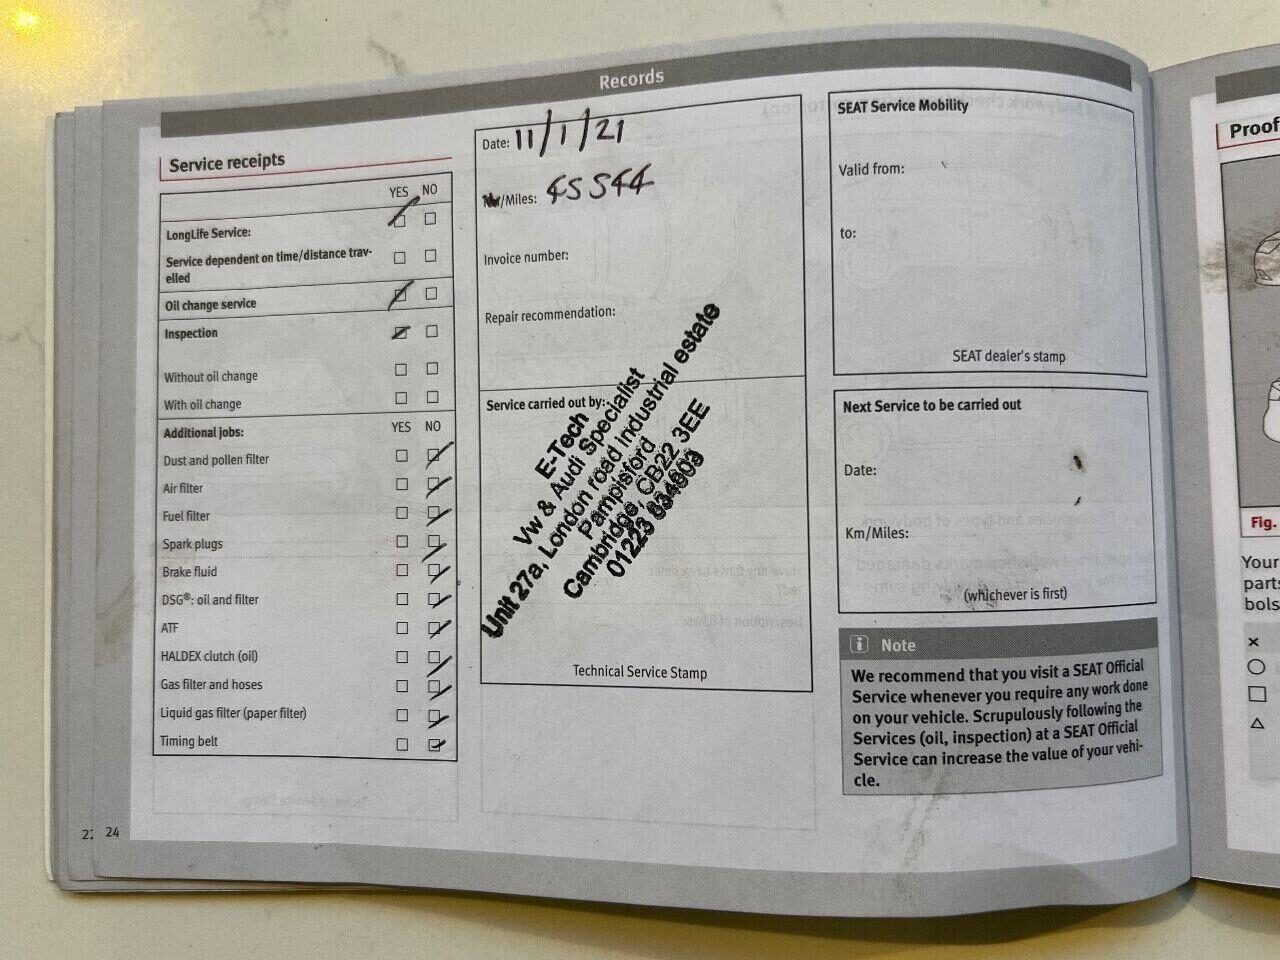 Records
Service receipts
YES NO
LongLife Service:
Service dependent on time/distance trav-
elled
Oil change service
Inspection
Without oil change
With oil change
Additional jobs: YES NO
Dust and pollen filter
Air filter
Fuel filter
Spark plugs
Brake fluid
DSG®: oil and filter
ATF
HALDEX clutch (oil)
Gas filter and hoses
Liquid gas filter (paper filter)
Timing belt
Date: 11/1/21
/Miles: 45544
Invoice number:
Repair recommendation:
Service carried out by:
E-Tech
Vw & Audi Specialist
Unit 27a, London road Industrial estate
Pampisford
Cambridge, CB22 3EE
01223 834603
Technical Service Stamp
SEAT Service Mobility
Valid from:
to:
SEAT dealer's stamp
Next Service to be carried out
Date:
Km/Miles:
(whichever is first)
i Note
We recommend that you visit a SEAT Official
Service whenever you require any work done
on your vehicle. Scrupulously following the
Services (oil, inspection) at a SEAT Official
Service can increase the value of your vehi-
cle.
24
Proof
Fig.
Your
parts
bols